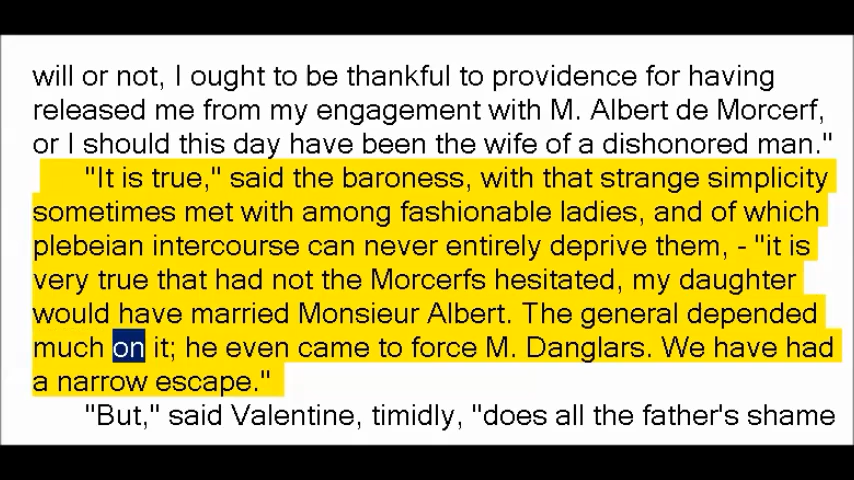 will or not, I ought to be thankful to providence for having
released me from my engagement with M. Albert de Morcerf,
or I should this day have been the wife of a dishonored man."
"It is true," said the baroness, with that strange simplicity
sometimes met with among fashionable ladies, and of which
plebeian intercourse can never entirely deprive them, - "it is
very true that had not the Morcerfs hesitated, my daughter
would have married Monsieur Albert. The general depended
much on it; he even came to force M. Danglars. We have had
a narrow escape."
"But," said Valentine, timidly, "does all the father's shame